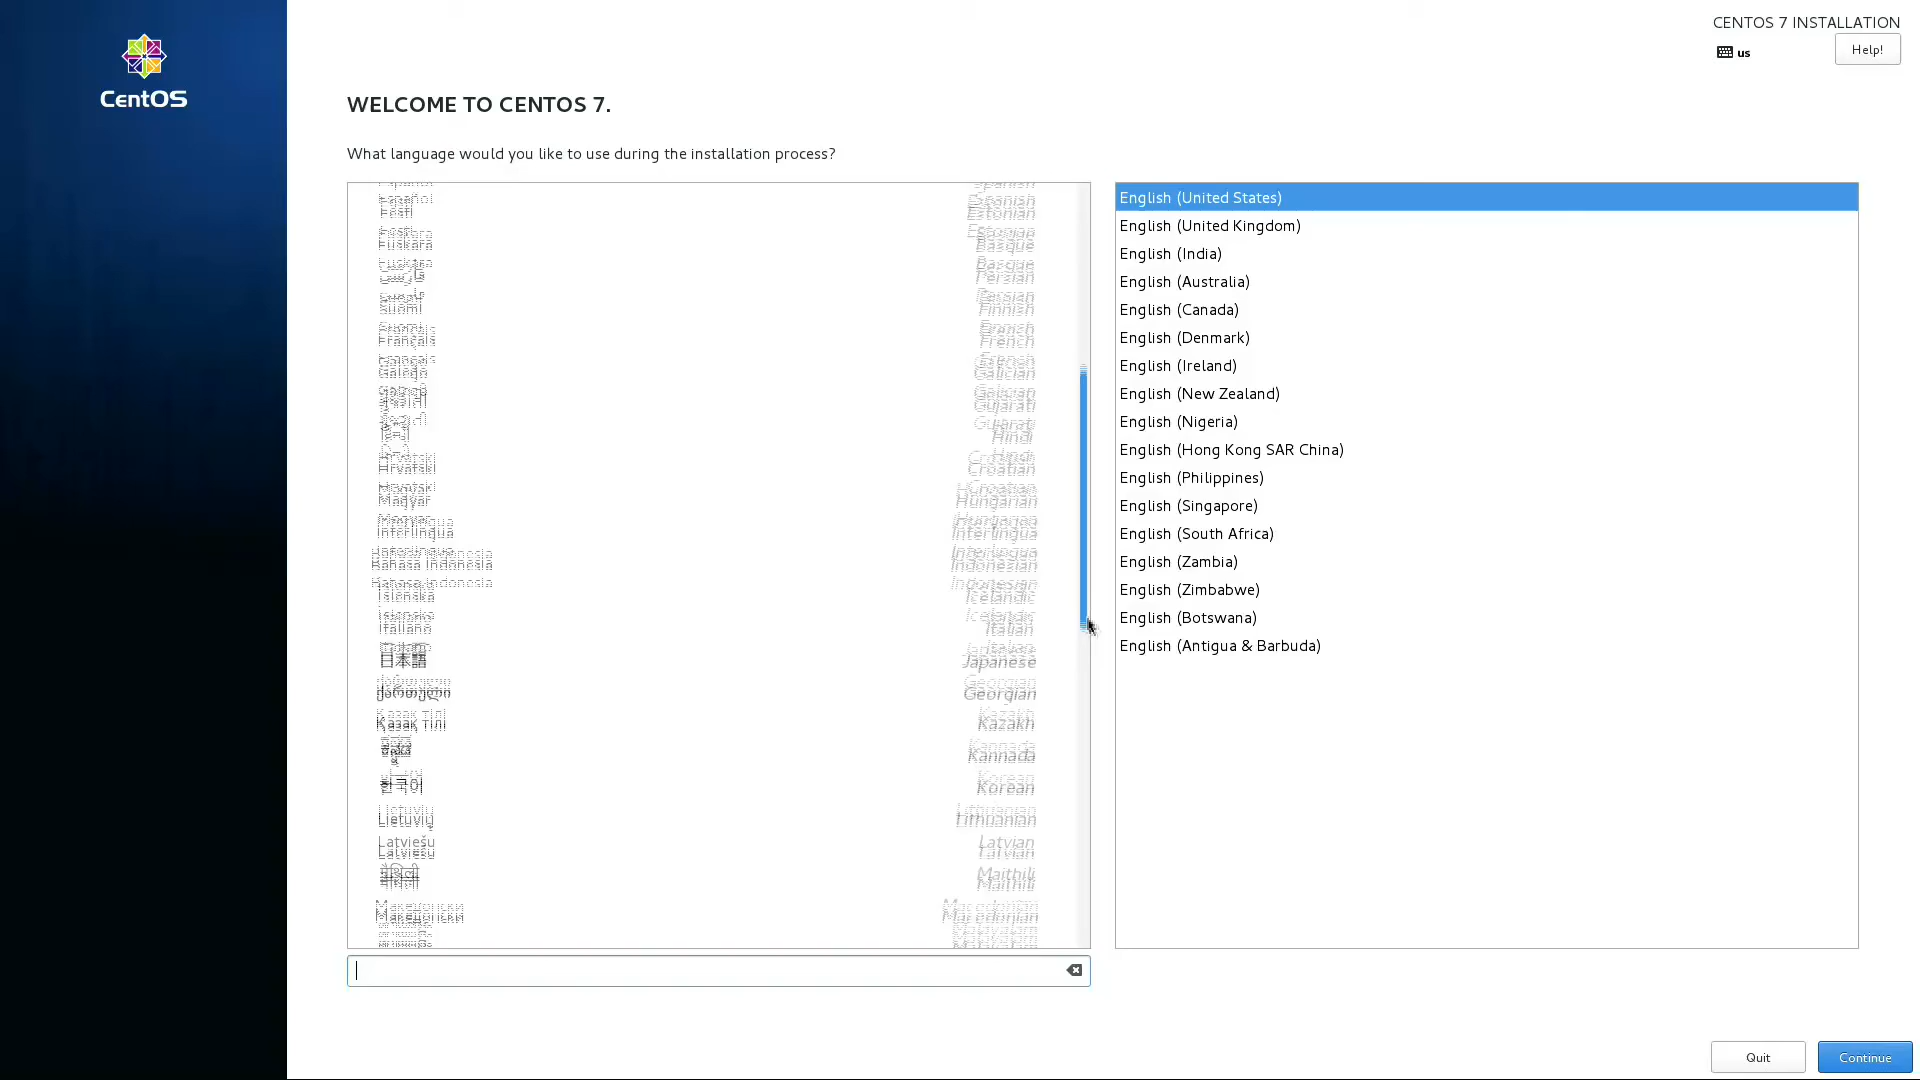 CentOS
CENTOS 7 INSTALLATION
us
Help!
WELCOME TO CENTOS 7.
What language would you like to use during the installation process?
Español Spanish
Eesti Estonian
Euskara Basque
Persian
Suomi Finnish
Français French
Galego Galician
Gujarati
Hindi
Hrvatski Croatian
Magyar Hungarian
Interlingua Interlingua
Bahasa Indonesia Indonesian
Íslenska Icelandic
Italiano Italian
日本語 Japanese
Georgian
Kazakh
Kannada
한국어 Korean
Lietuvių Lithuanian
Latviešu Latvian
Maithili
Македонски Macedonian
English (United States)
English (United Kingdom)
English (India)
English (Australia)
English (Canada)
English (Denmark)
English (Ireland)
English (New Zealand)
English (Nigeria)
English (Hong Kong SAR China)
English (Philippines)
English (Singapore)
English (South Africa)
English (Zambia)
English (Zimbabwe)
English (Botswana)
English (Antigua & Barbuda)
Quit
Continue